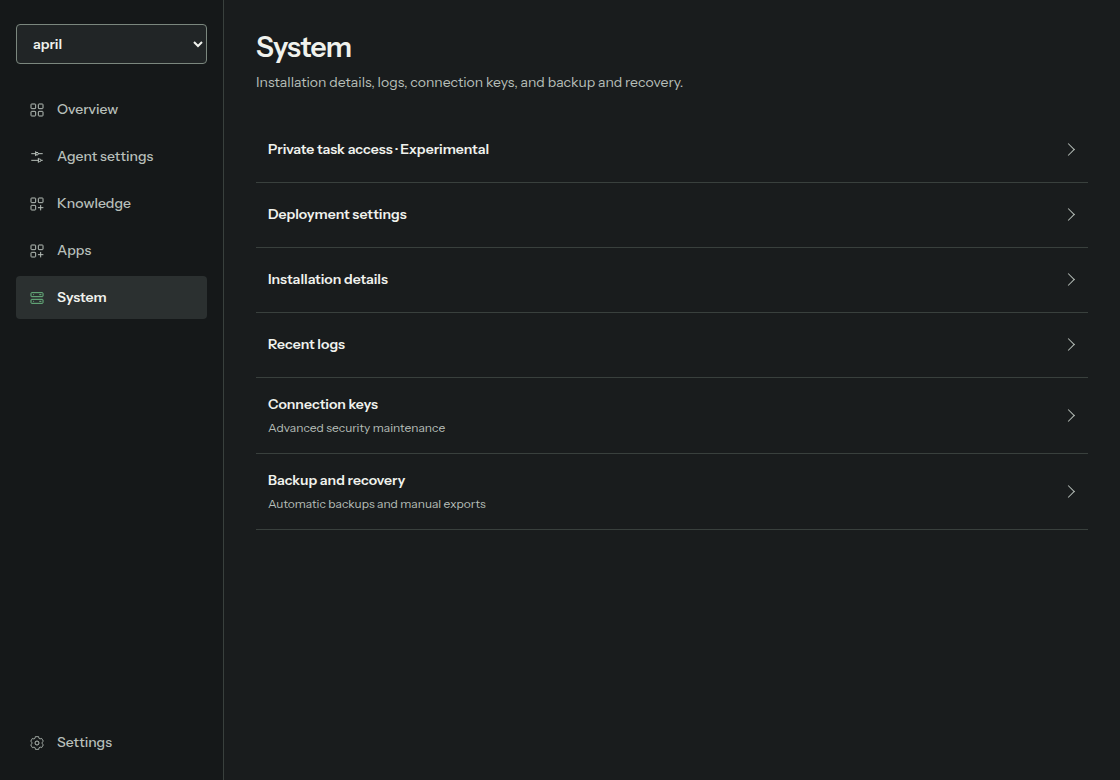 april
Overview
Agent settings
Knowledge
Apps
System
Settings
System
Installation details, logs, connection keys, and backup and recovery.
Private task access · Experimental
Deployment settings
Installation details
Recent logs
Connection keys
Advanced security maintenance
Backup and recovery
Automatic backups and manual exports